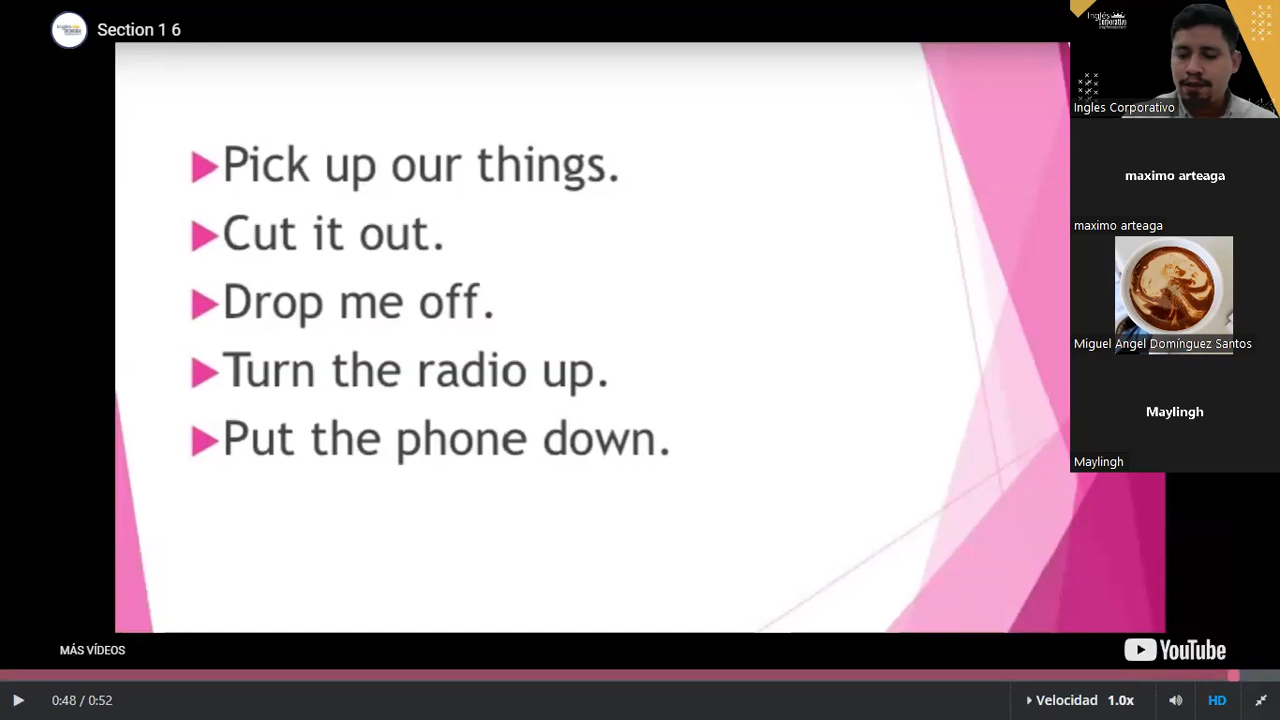 Section 1 6
Pick up our things.
Cut it out.
Drop me off.
Turn the radio up.
Put the phone down.
Inglés
Corporativo
Ingles Corporativo
maximo arteaga
maximo arteaga
Miguel Angel Domínguez Santos
Maylingh
Maylingh
MÁS VÍDEOS
YouTube
0:48 / 0:52
Velocidad 1.0x
HD